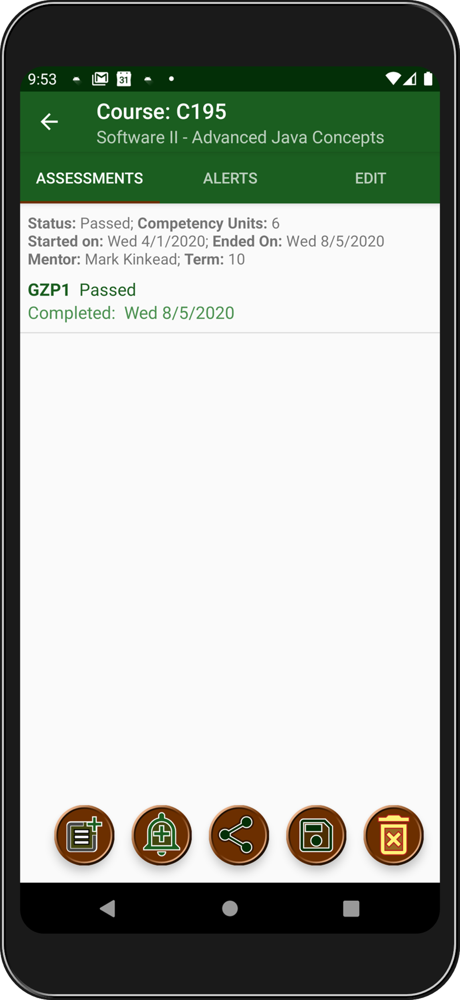 9:53
31
Course: C195
Software II - Advanced Java Concepts
ASSESSMENTS ALERTS EDIT
Status: Passed; Competency Units: 6
Started on: Wed 4/1/2020; Ended On: Wed 8/5/2020
Mentor: Mark Kinkead; Term: 10
GZP1 Passed
Completed: Wed 8/5/2020